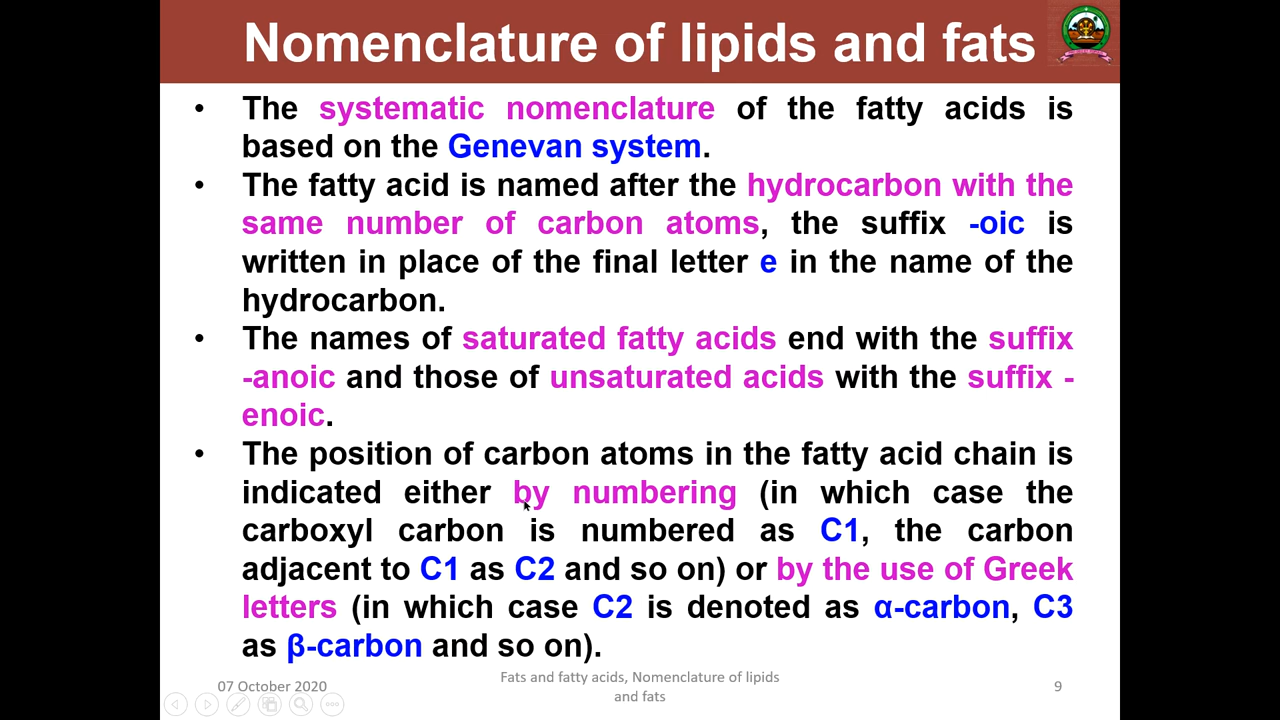 Nomenclature of lipids and fats
• The systematic nomenclature of the fatty acids is
based on the Genevan system.
• The fatty acid is named after the hydrocarbon with the
same number of carbon atoms, the suffix -oic is
written in place of the final letter e in the name of the
hydrocarbon.
• The names of saturated fatty acids end with the suffix
-anoic and those of unsaturated acids with the suffix -
enoic.
• The position of carbon atoms in the fatty acid chain is
indicated either by numbering (in which case the
carboxyl carbon is numbered as C1, the carbon
adjacent to C1 as C2 and so on) or by the use of Greek
letters (in which case C2 is denoted as α-carbon, C3
as β-carbon and so on).
07 October 2020
Fats and fatty acids, Nomenclature of lipids
and fats
9